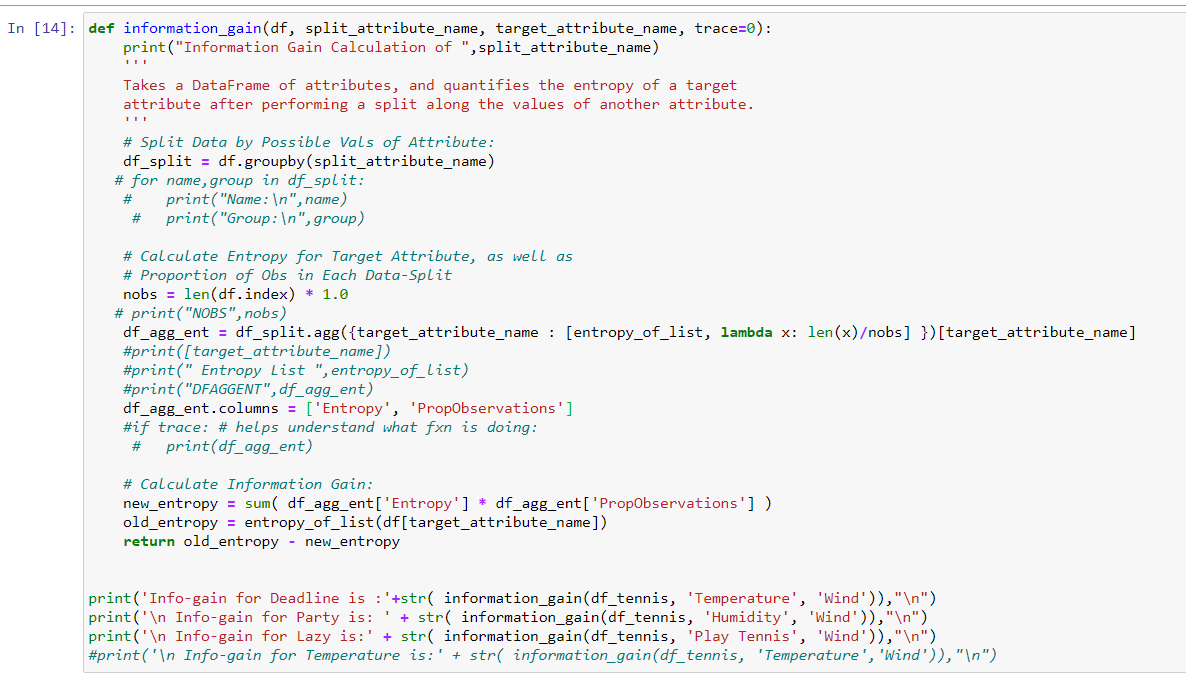 In [14]: def information_gain(df, split_attribute_name, target_attribute_name, trace=0):
    print("Information Gain Calculation of ",split_attribute_name)
    '''
    Takes a DataFrame of attributes, and quantifies the entropy of a target
    attribute after performing a split along the values of another attribute.
    '''
    # Split Data by Possible Vals of Attribute:
    df_split = df.groupby(split_attribute_name)
   # for name,group in df_split:
    #    print("Name:\n",name)
     #   print("Group:\n",group)

    # Calculate Entropy for Target Attribute, as well as
    # Proportion of Obs in Each Data-Split
    nobs = len(df.index) * 1.0
   # print("NOBS",nobs)
    df_agg_ent = df_split.agg({target_attribute_name : [entropy_of_list, lambda x: len(x)/nobs] })[target_attribute_name]
    #print([target_attribute_name])
    #print(" Entropy List ",entropy_of_list)
    #print("DFAGGENT",df_agg_ent)
    df_agg_ent.columns = ['Entropy', 'PropObservations']
    #if trace: # helps understand what fxn is doing:
     #   print(df_agg_ent)

    # Calculate Information Gain:
    new_entropy = sum( df_agg_ent['Entropy'] * df_agg_ent['PropObservations'] )
    old_entropy = entropy_of_list(df[target_attribute_name])
    return old_entropy - new_entropy


print('Info-gain for Deadline is :'+str( information_gain(df_tennis, 'Temperature', 'Wind')),"\n")
print('\n Info-gain for Party is: ' + str( information_gain(df_tennis, 'Humidity', 'Wind')),"\n")
print('\n Info-gain for Lazy is:' + str( information_gain(df_tennis, 'Play Tennis', 'Wind')),"\n")
#print('\n Info-gain for Temperature is:' + str( information_gain(df_tennis, 'Temperature','Wind')),"\n")